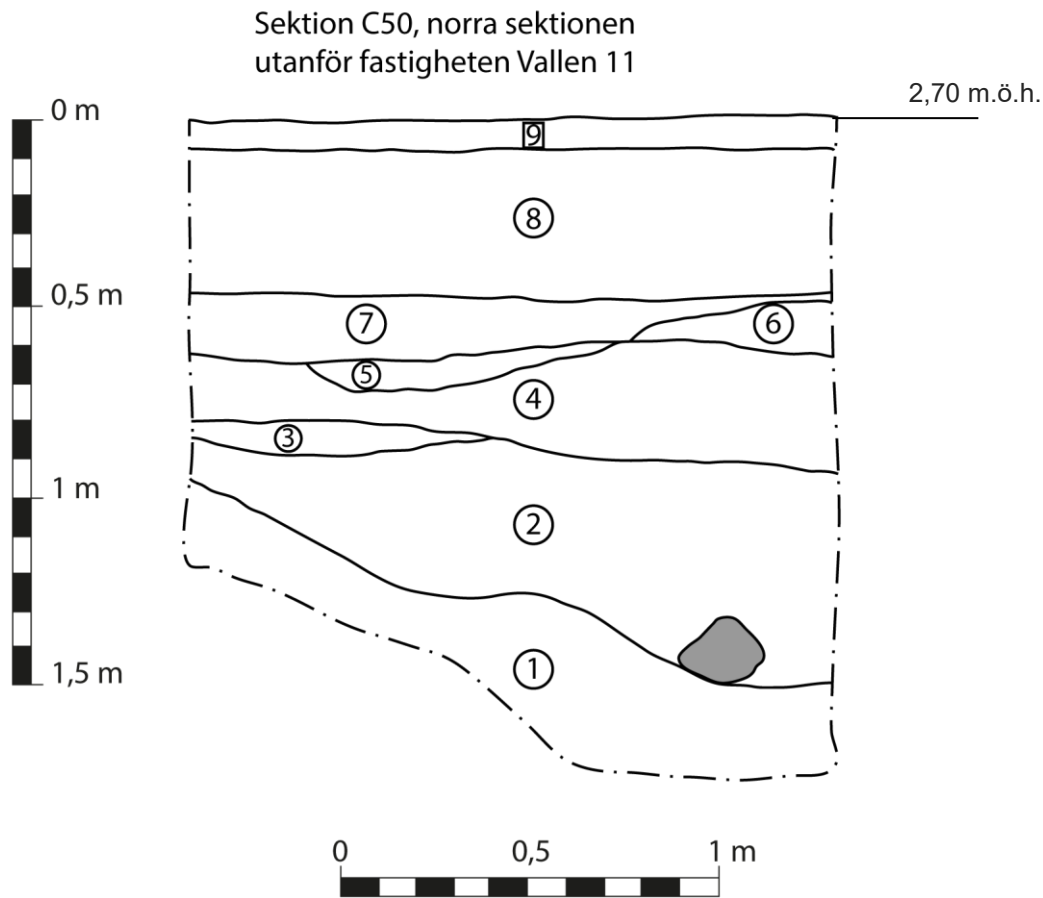 Sektion C50, norra sektionen
utanför fastigheten Vallen 11
0 m
2,70 m.ö.h.
9
8
0,5 m
7
6
5
4
3
1 m
2
1
1,5 m
0 0,5 1 m